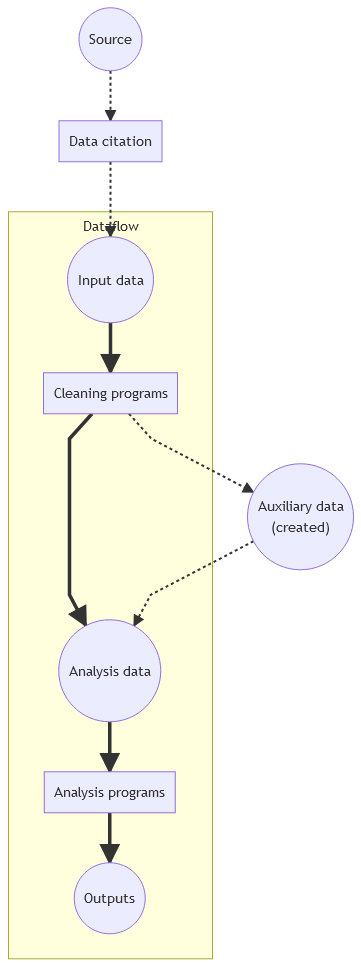 Source
Data citation
Dataflow
Input data
Cleaning programs
Auxiliary data
(created)
Analysis data
Analysis programs
Outputs